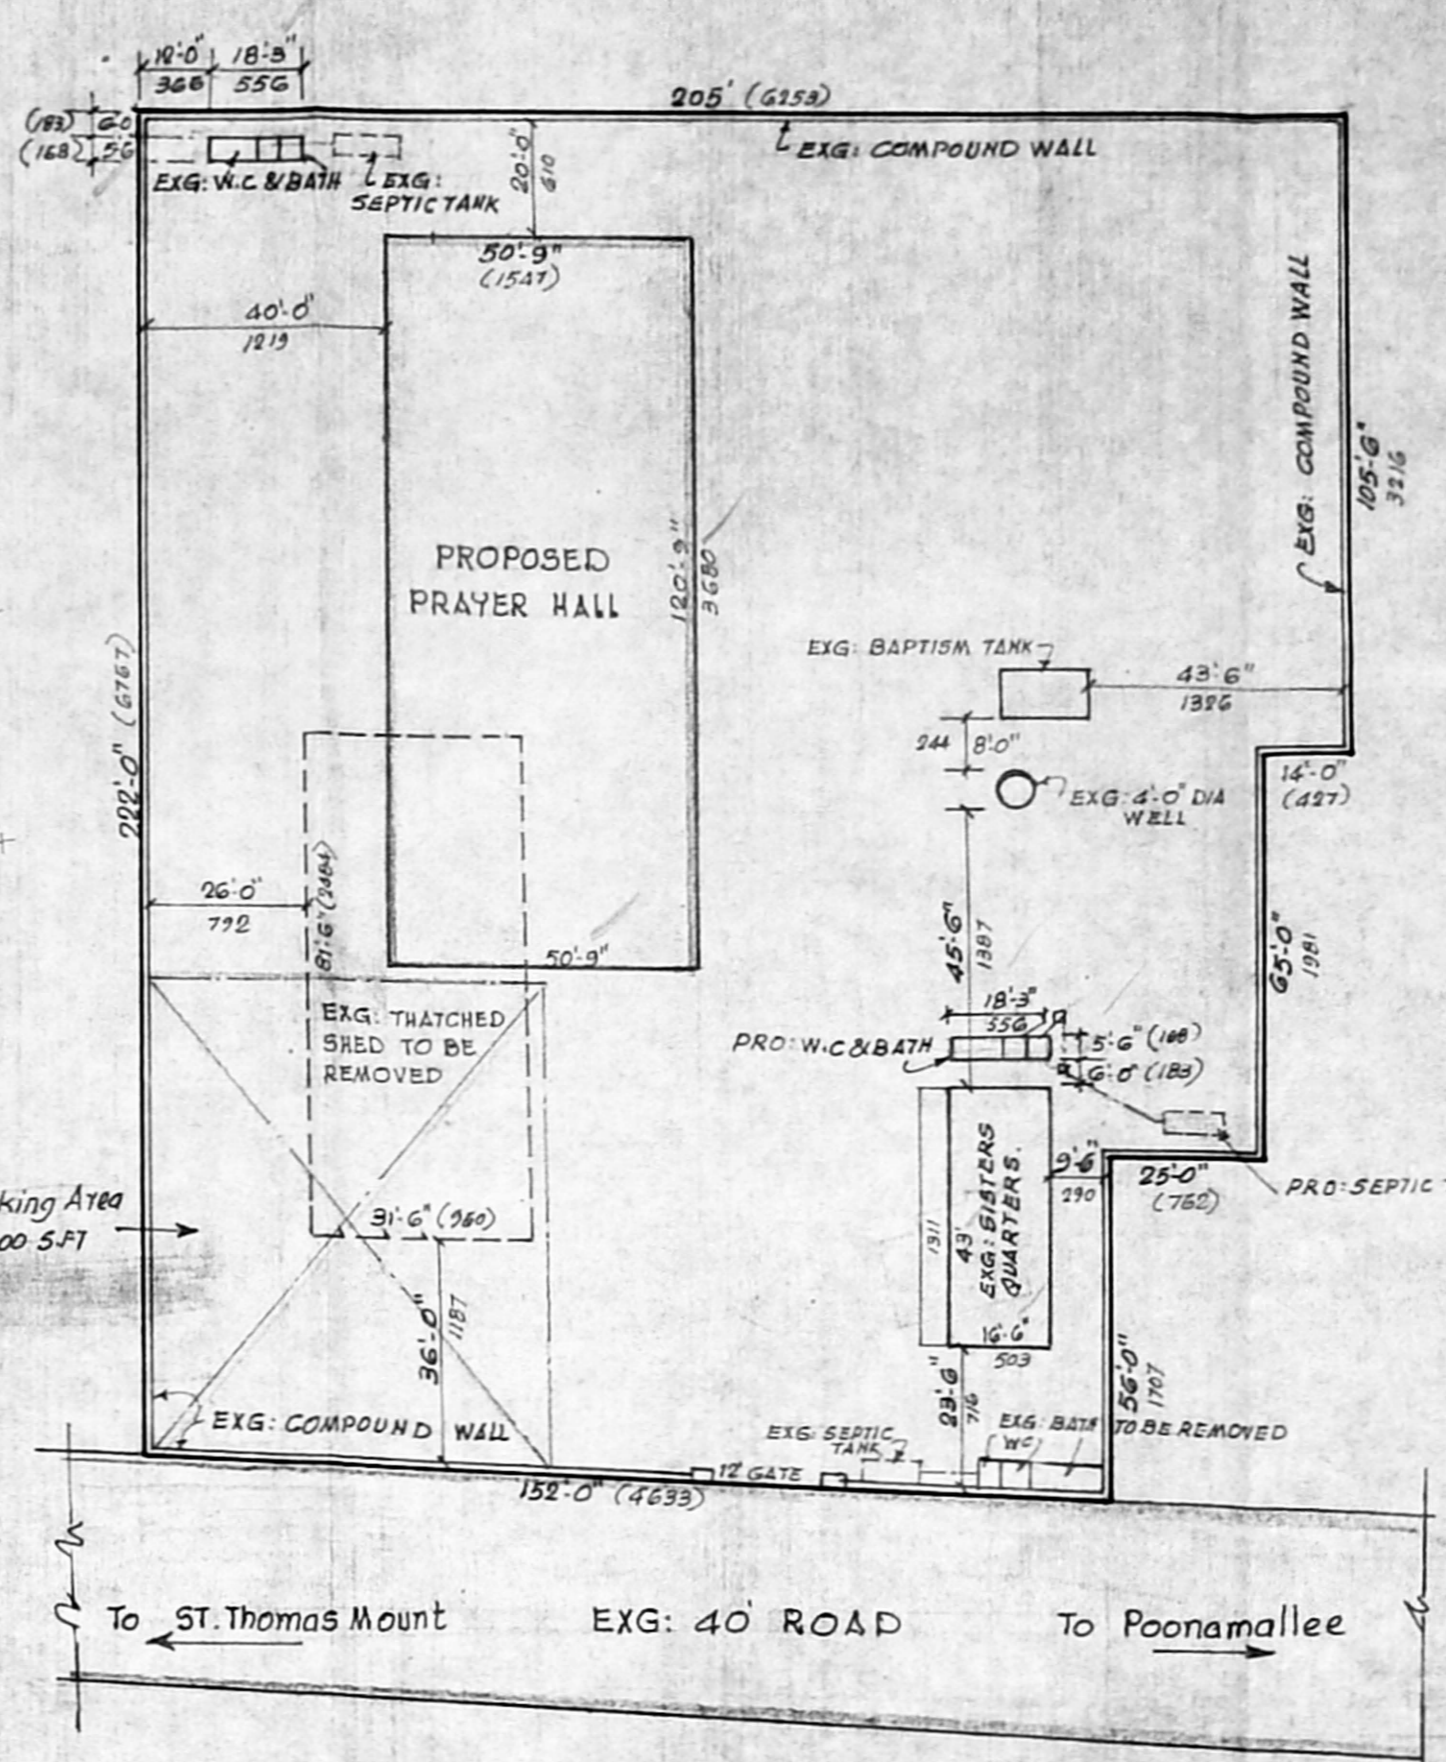 12'-0" 18'-3"
366 556
205' (6253)
(183) 6.0
(168) 5'6
EXG: COMPOUND WALL
EXG: W.C & BATH
EXG:
SEPTIC TANK
20'-0"
610
50'-9"
(1547)
40'-0"
1219
EXG: COMPOUND WALL
105'-6"
3216
PROPOSED
PRAYER HALL
120'-9"
3680
222'-0" (6767)
EXG: BAPTISM TANK
43'-6"
1326
244 8'-0"
14'-0"
(427)
EXG: 4'-0" DIA
WELL
26'-0"
792
81'-6" (2484)
50'-9"
45'-6"
1387
65'-0"
1981
EXG: THATCHED
SHED TO BE
REMOVED
18'-3"
556
PRO: W.C & BATH
5'-6" (168)
6'-0" (183)
9'-6"
290
25'-0"
(762)
PRO: SEPTIC
king Area
00 S.FT
31'-6" (960)
1311
43'
EXG: SISTERS
QUARTERS.
16'-6"
503
36'-0"
1187
23'-6"
716
56'-0"
1707
EXG: COMPOUND WALL
EXG: SEPTIC
TANK
EXG: BATH TO BE REMOVED
WC
12' GATE
152'-0" (4633)
To ST. Thomas Mount
EXG: 40' ROAD
To Poonamallee